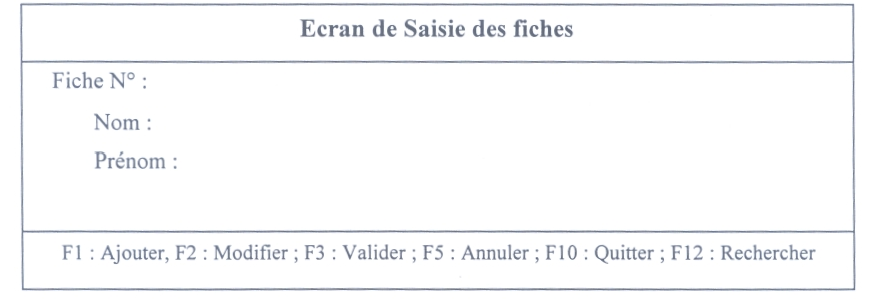 Ecran de Saisie des fiches
Fiche N° :
Nom :
Prénom :
F1 : Ajouter, F2 : Modifier ; F3 : Valider ; F5 : Annuler ; F10 : Quitter ; F12 : Rechercher